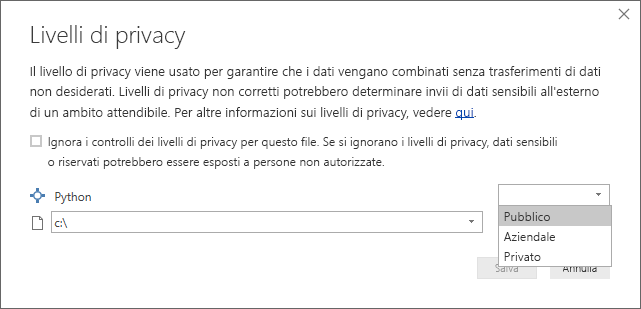 Livelli di privacy
Il livello di privacy viene usato per garantire che i dati vengano combinati senza trasferimenti di dati
non desiderati. Livelli di privacy non corretti potrebbero determinare invii di dati sensibili all'esterno
di un ambito attendibile. Per altre informazioni sui livelli di privacy, vedere qui.
Ignora i controlli dei livelli di privacy per questo file. Se si ignorano i livelli di privacy, dati sensibili
o riservati potrebbero essere esposti a persone non autorizzate.
Python
c:\
Pubblico
Aziendale
Privato
Salva Annulla